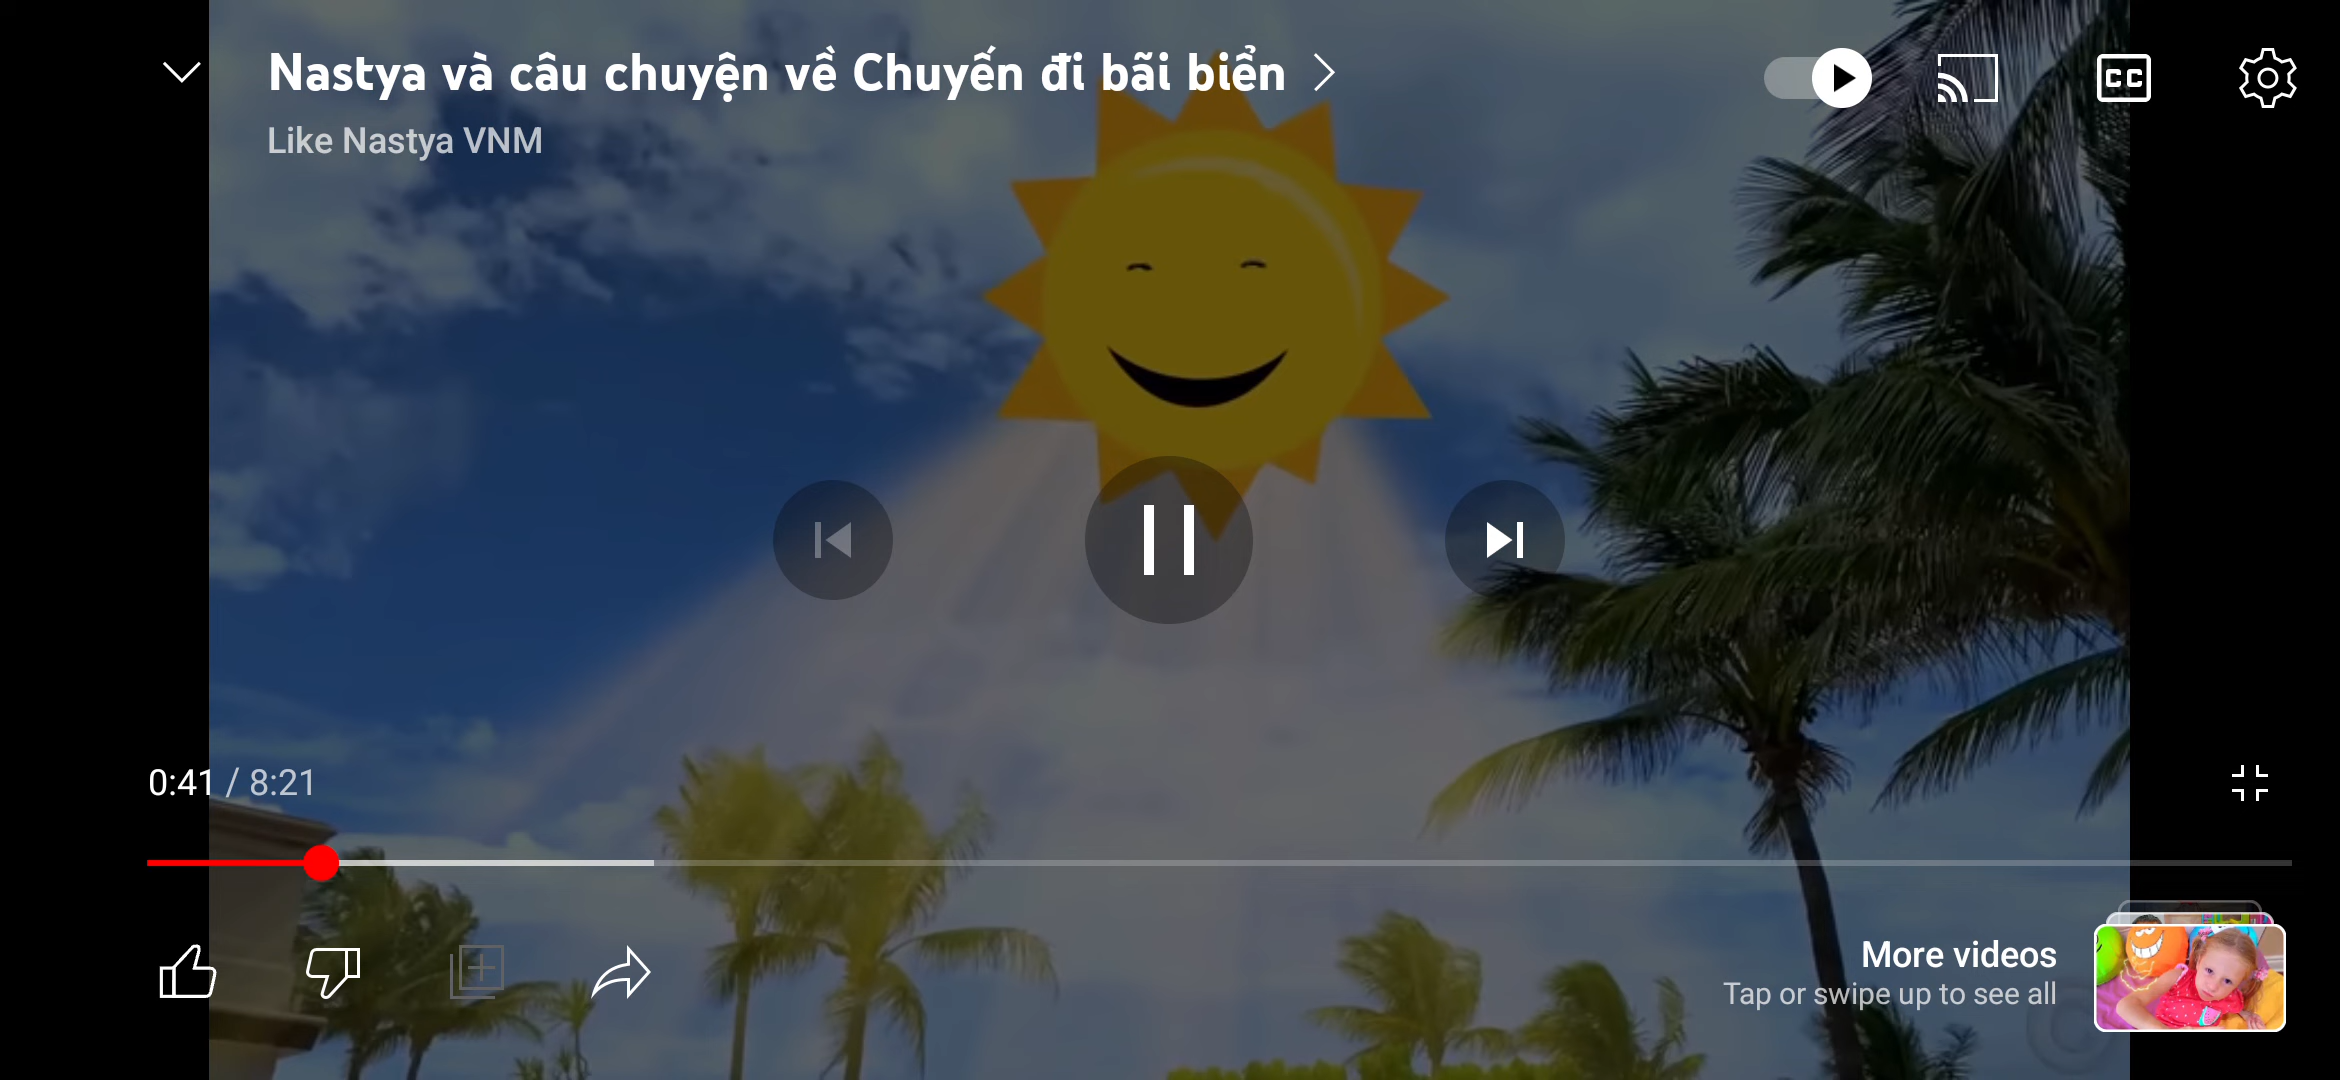 Nastya và câu chuyện về Chuyến đi bãi biển
Like Nastya VNM
CC
0:41 / 8:21
More videos
Tap or swipe up to see all